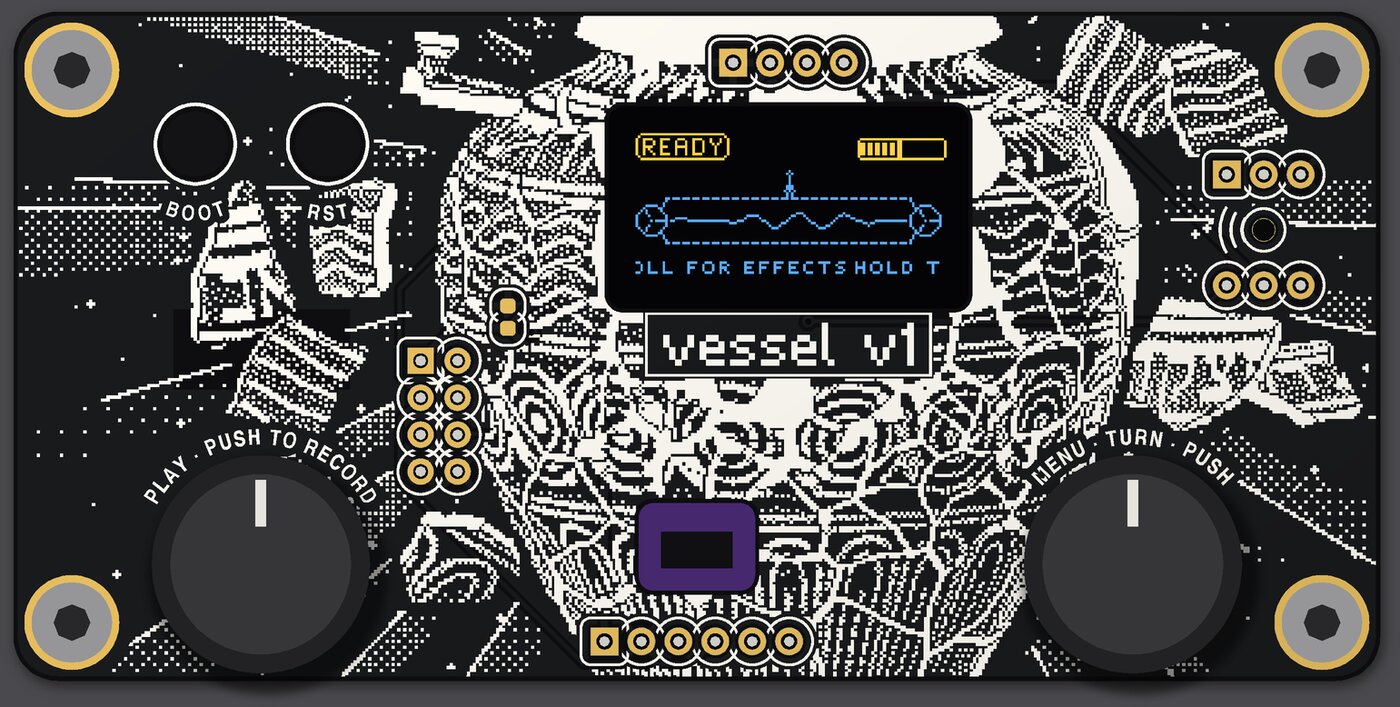 READY
BOOT
RST
OLL FOR EFFECTS HOLD T
vessel v1
PLAY · PUSH TO RECORD
MENU · TURN · PUSH